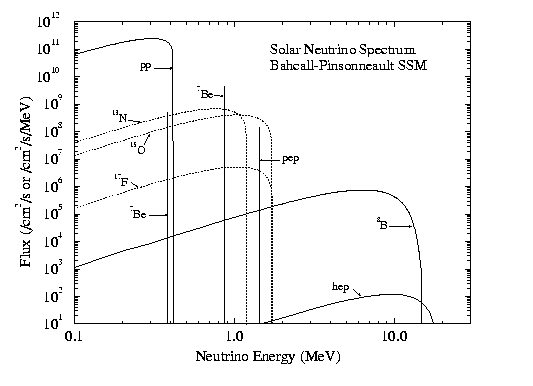 10¹²
10¹¹
10¹⁰
10⁹
10⁸
10⁷
10⁶
10⁵
10⁴
10³
10²
10¹
Flux (/cm²/s or /cm²/s/MeV)
Solar Neutrino Spectrum
Bahcall-Pinsonneault SSM
pp
⁷Be
¹³N
¹⁵O
pep
¹⁷F
⁷Be
⁸B
hep
0.1
1.0
10.0
Neutrino Energy (MeV)